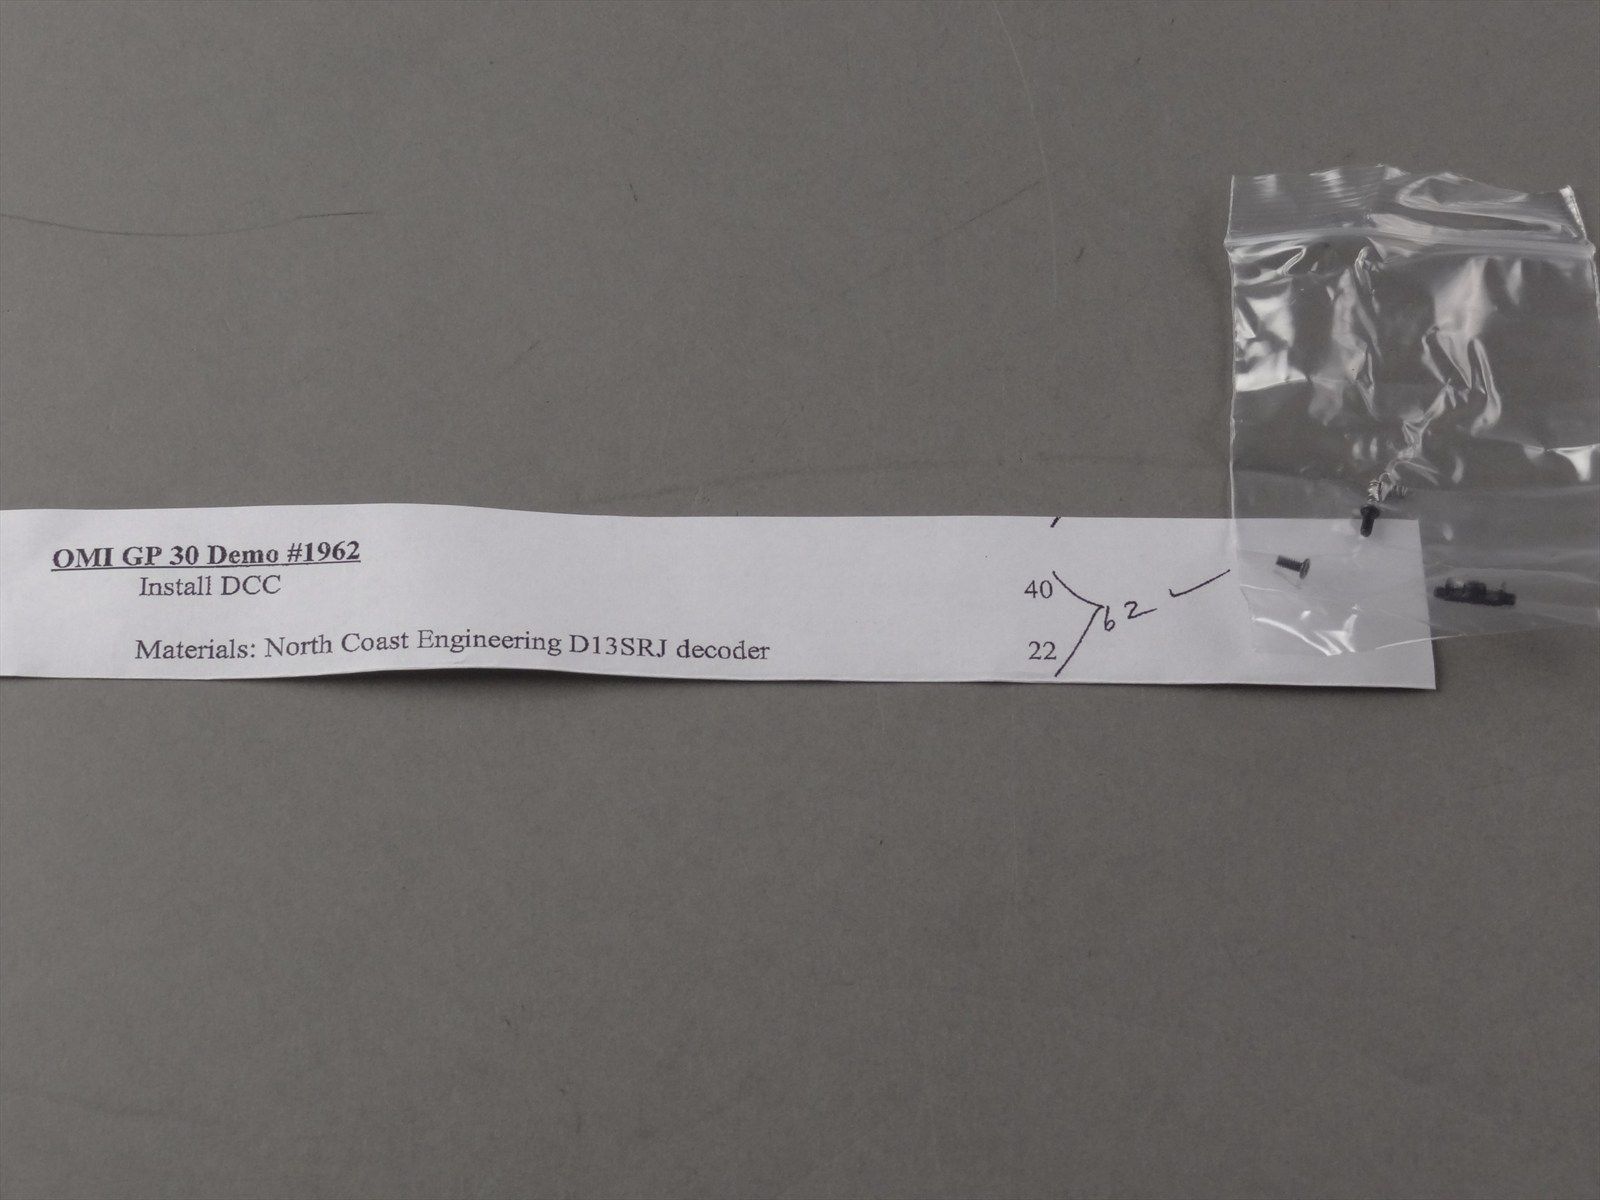 OMI GP 30 Demo #1962
Install DCC 40
62
Materials: North Coast Engineering D13SRJ decoder 22